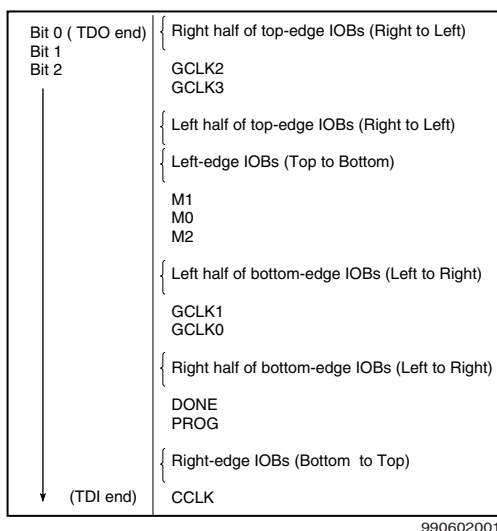 Bit 0 ( TDO end)
Bit 1
Bit 2
Right half of top-edge IOBs (Right to Left)
GCLK2
GCLK3
Left half of top-edge IOBs (Right to Left)
Left-edge IOBs (Top to Bottom)
M1
M0
M2
Left half of bottom-edge IOBs (Left to Right)
GCLK1
GCLK0
Right half of bottom-edge IOBs (Left to Right)
DONE
PROG
Right-edge IOBs (Bottom to Top)
(TDI end)
CCLK
990602001